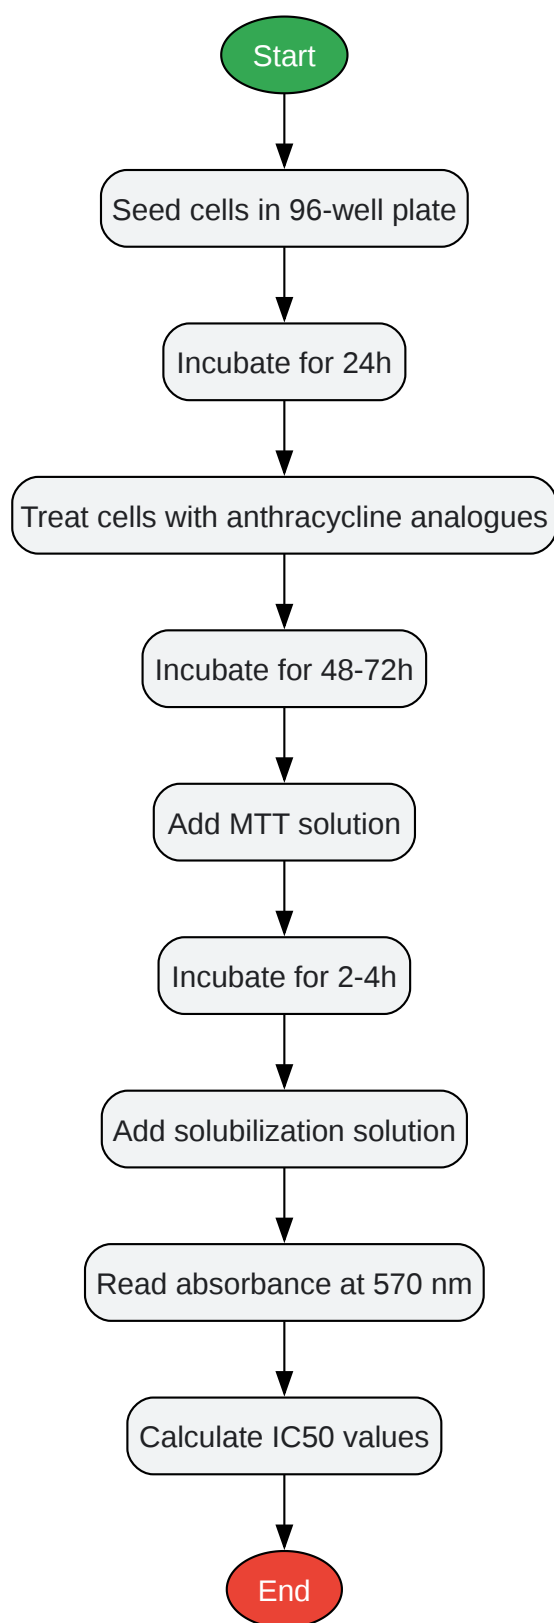 Start
Seed cells in 96-well plate
Incubate for 24h
Treat cells with anthracycline analogues
Incubate for 48-72h
Add MTT solution
Incubate for 2-4h
Add solubilization solution
Read absorbance at 570 nm
Calculate IC50 values
End